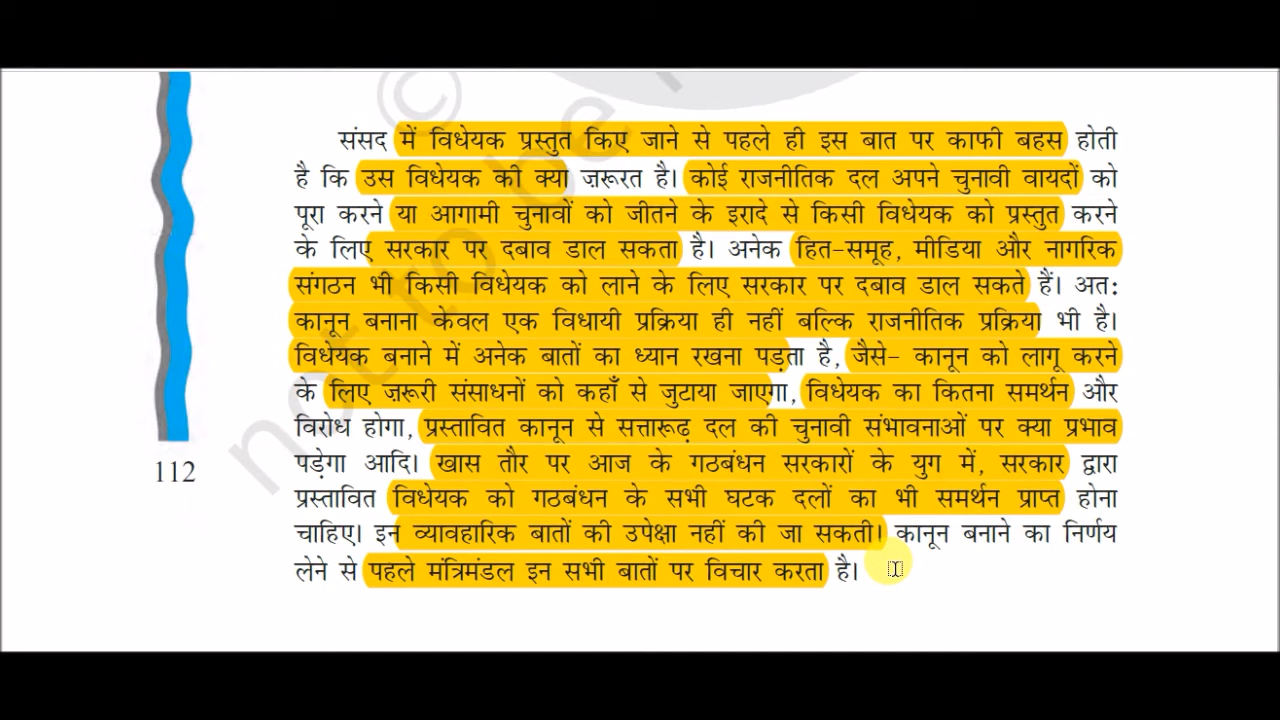 संसद में विधेयक प्रस्तुत किए जाने से पहले ही इस बात पर काफी बहस होती
है कि उस विधेयक की क्या ज़रूरत है। कोई राजनीतिक दल अपने चुनावी वायदों को
पूरा करने या आगामी चुनावों को जीतने के इरादे से किसी विधेयक को प्रस्तुत करने
के लिए सरकार पर दबाव डाल सकता है। अनेक हित-समूह, मीडिया और नागरिक
संगठन भी किसी विधेयक को लाने के लिए सरकार पर दबाव डाल सकते हैं। अत:
कानून बनाना केवल एक विधायी प्रक्रिया ही नहीं बल्कि राजनीतिक प्रक्रिया भी है।
विधेयक बनाने में अनेक बातों का ध्यान रखना पड़ता है, जैसे- कानून को लागू करने
के लिए ज़रूरी संसाधनों को कहाँ से जुटाया जाएगा, विधेयक का कितना समर्थन और
विरोध होगा, प्रस्तावित कानून से सत्तारूढ़ दल की चुनावी संभावनाओं पर क्या प्रभाव
पड़ेगा आदि। खास तौर पर आज के गठबंधन सरकारों के युग में, सरकार द्वारा
प्रस्तावित विधेयक को गठबंधन के सभी घटक दलों का भी समर्थन प्राप्त होना
चाहिए। इन व्यावहारिक बातों की उपेक्षा नहीं की जा सकती। कानून बनाने का निर्णय
लेने से पहले मंत्रिमंडल इन सभी बातों पर विचार करता है।
112
© not to be r